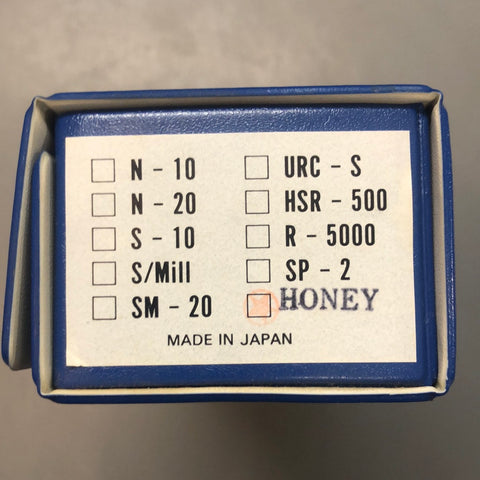 N - 10
N - 20
S - 10
S/Mill
SM - 20
URC - S
HSR - 500
R - 5000
SP - 2
HONEY
MADE IN JAPAN